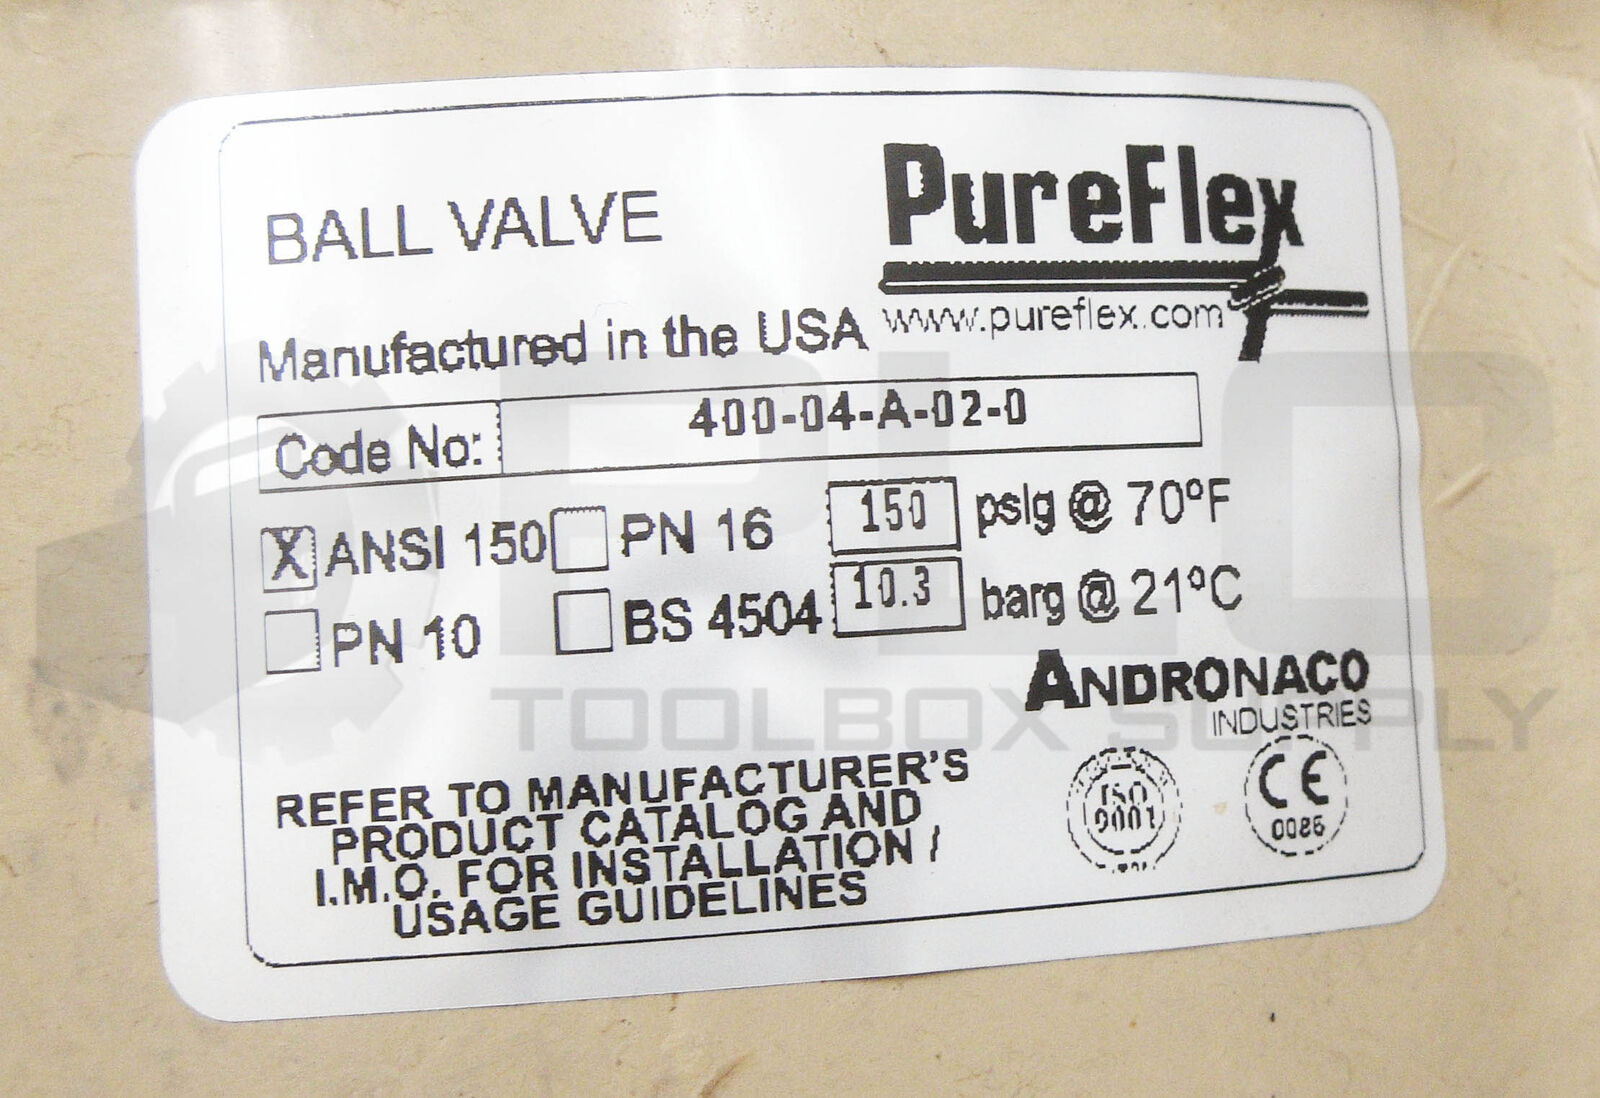 BALL VALVE
PureFlex
www.pureflex.com
Manufactured in the USA
Code No: 400-04-A-02-0
X ANSI 150 PN 16 150 psig @ 70°F
PN 10 BS 4504 10.3 barg @ 21°C
ANDRONACO
INDUSTRIES
REFER TO MANUFACTURER'S
PRODUCT CATALOG AND
I.M.O. FOR INSTALLATION /
USAGE GUIDELINES
ISO
9001
CE
0086
PLC
TOOLBOX SUPPLY